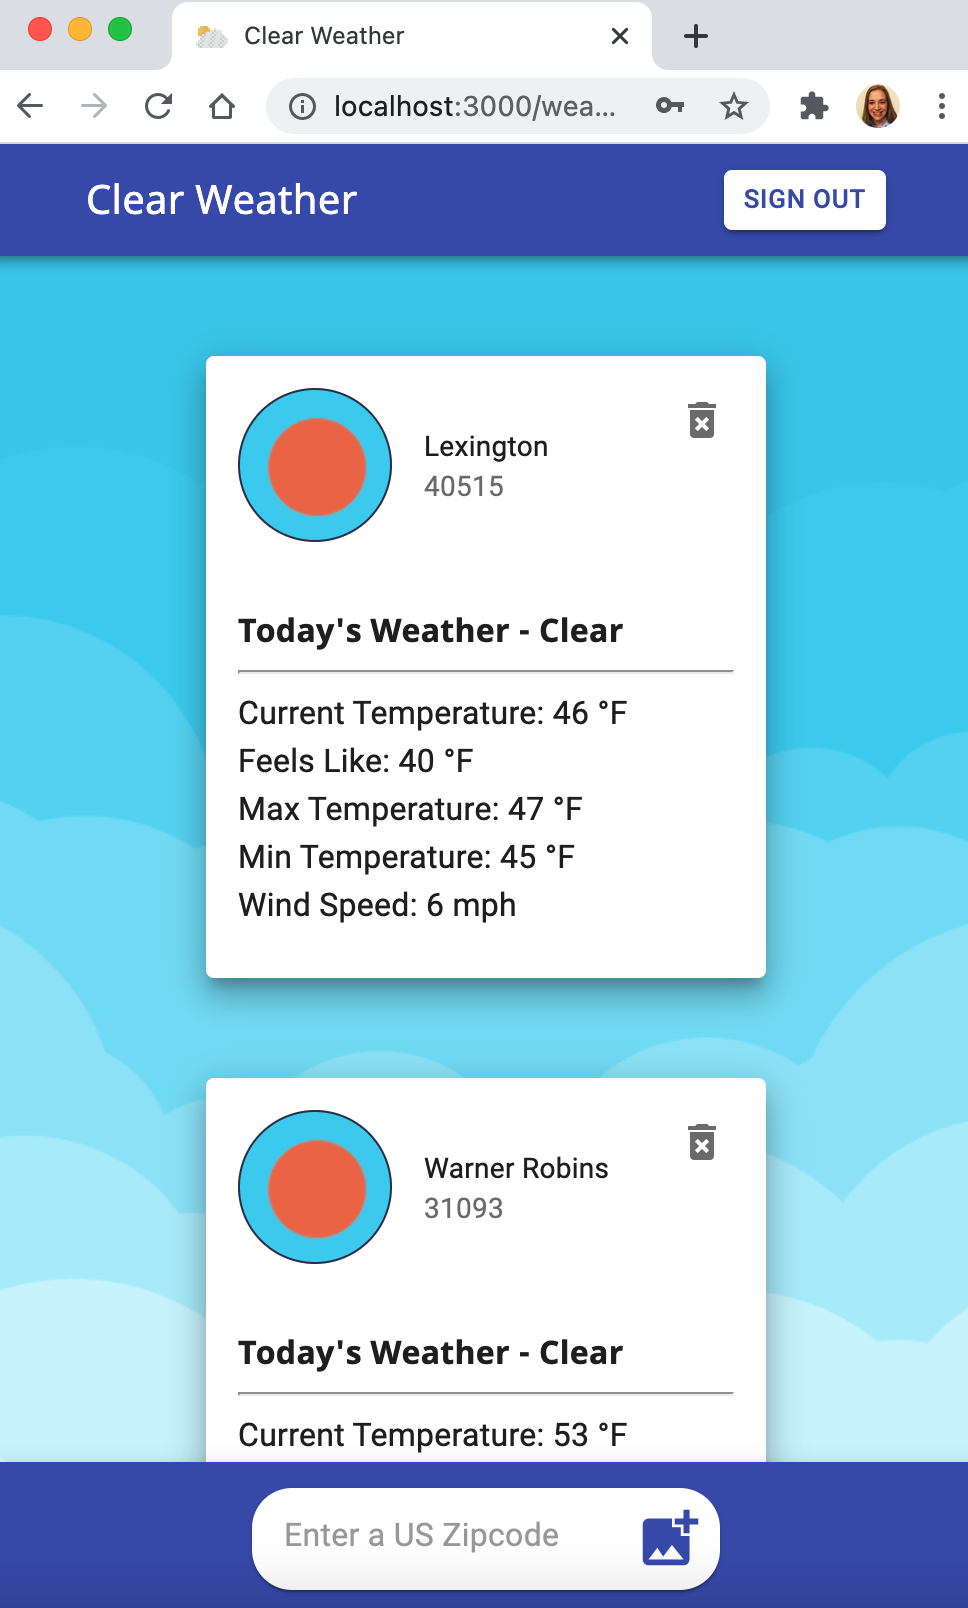 Clear Weather
localhost:3000/wea...
Clear Weather
SIGN OUT
Lexington
40515
Today's Weather - Clear
Current Temperature: 46 °F
Feels Like: 40 °F
Max Temperature: 47 °F
Min Temperature: 45 °F
Wind Speed: 6 mph
Warner Robins
31093
Today's Weather - Clear
Current Temperature: 53 °F
Enter a US Zipcode